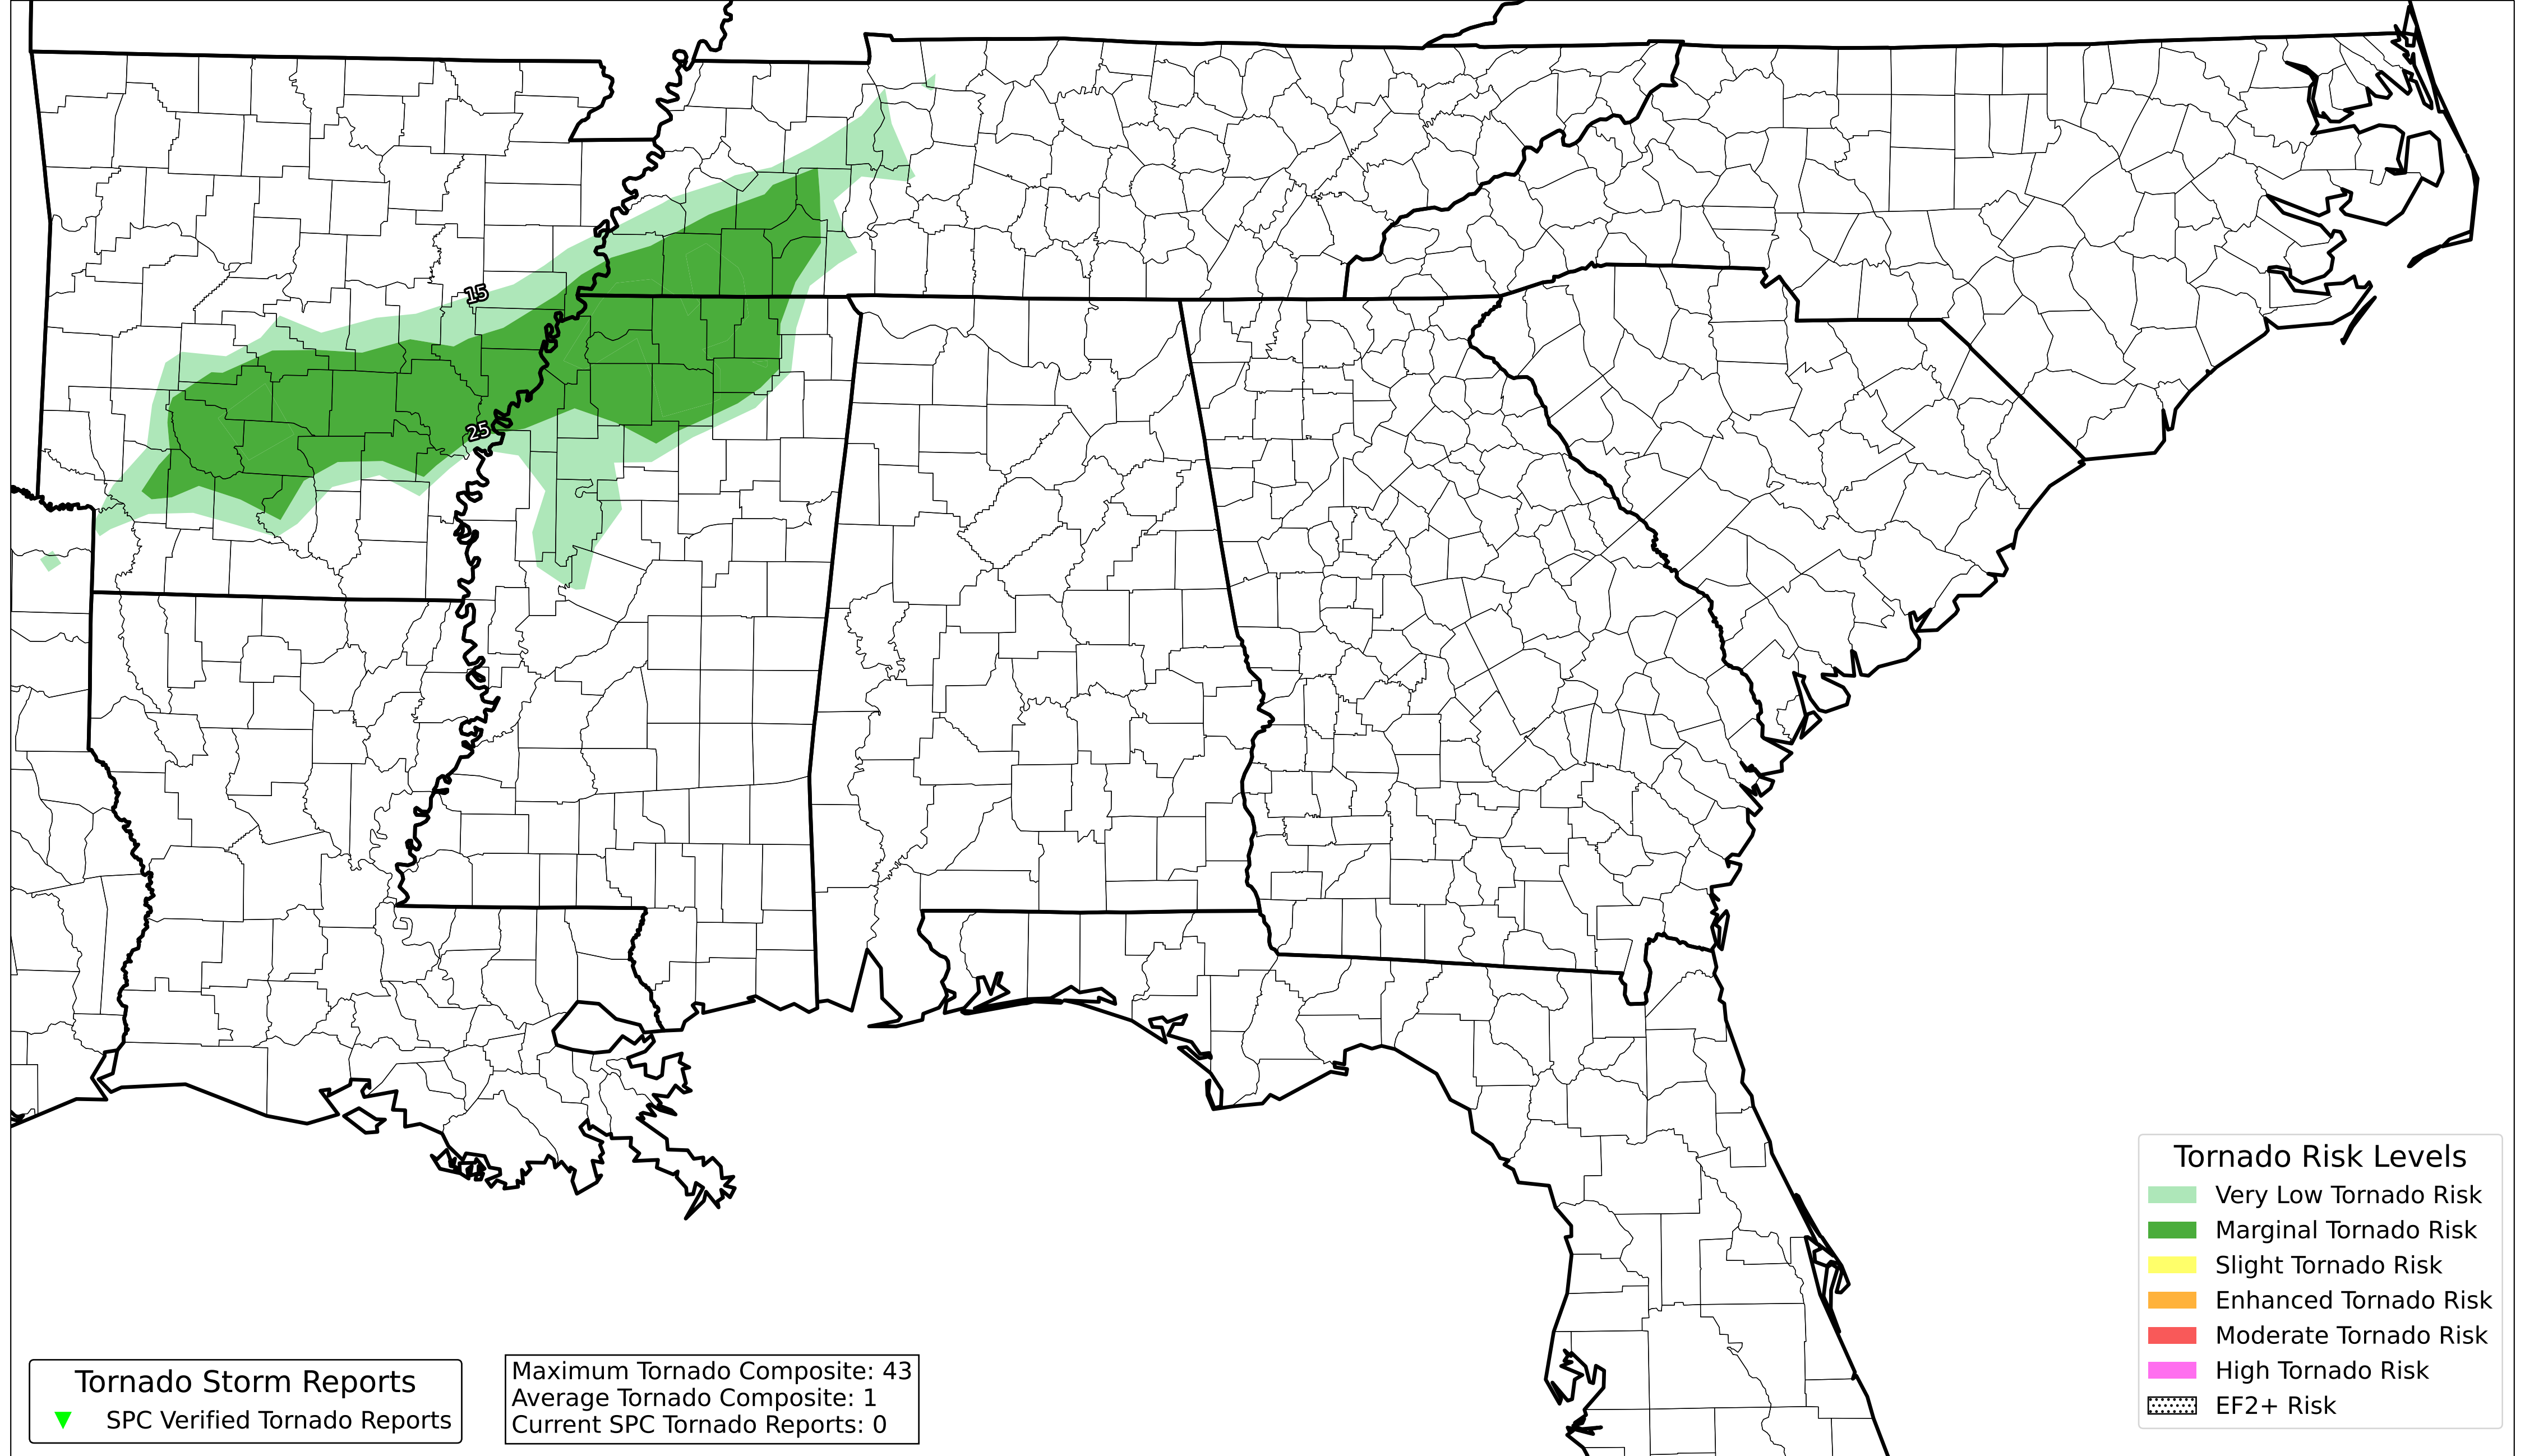 15
25
Tornado Risk Levels
Very Low Tornado Risk
Marginal Tornado Risk
Slight Tornado Risk
Enhanced Tornado Risk
Moderate Tornado Risk
High Tornado Risk
EF2+ Risk
Tornado Storm Reports
SPC Verified Tornado Reports
Maximum Tornado Composite: 43
Average Tornado Composite: 1
Current SPC Tornado Reports: 0